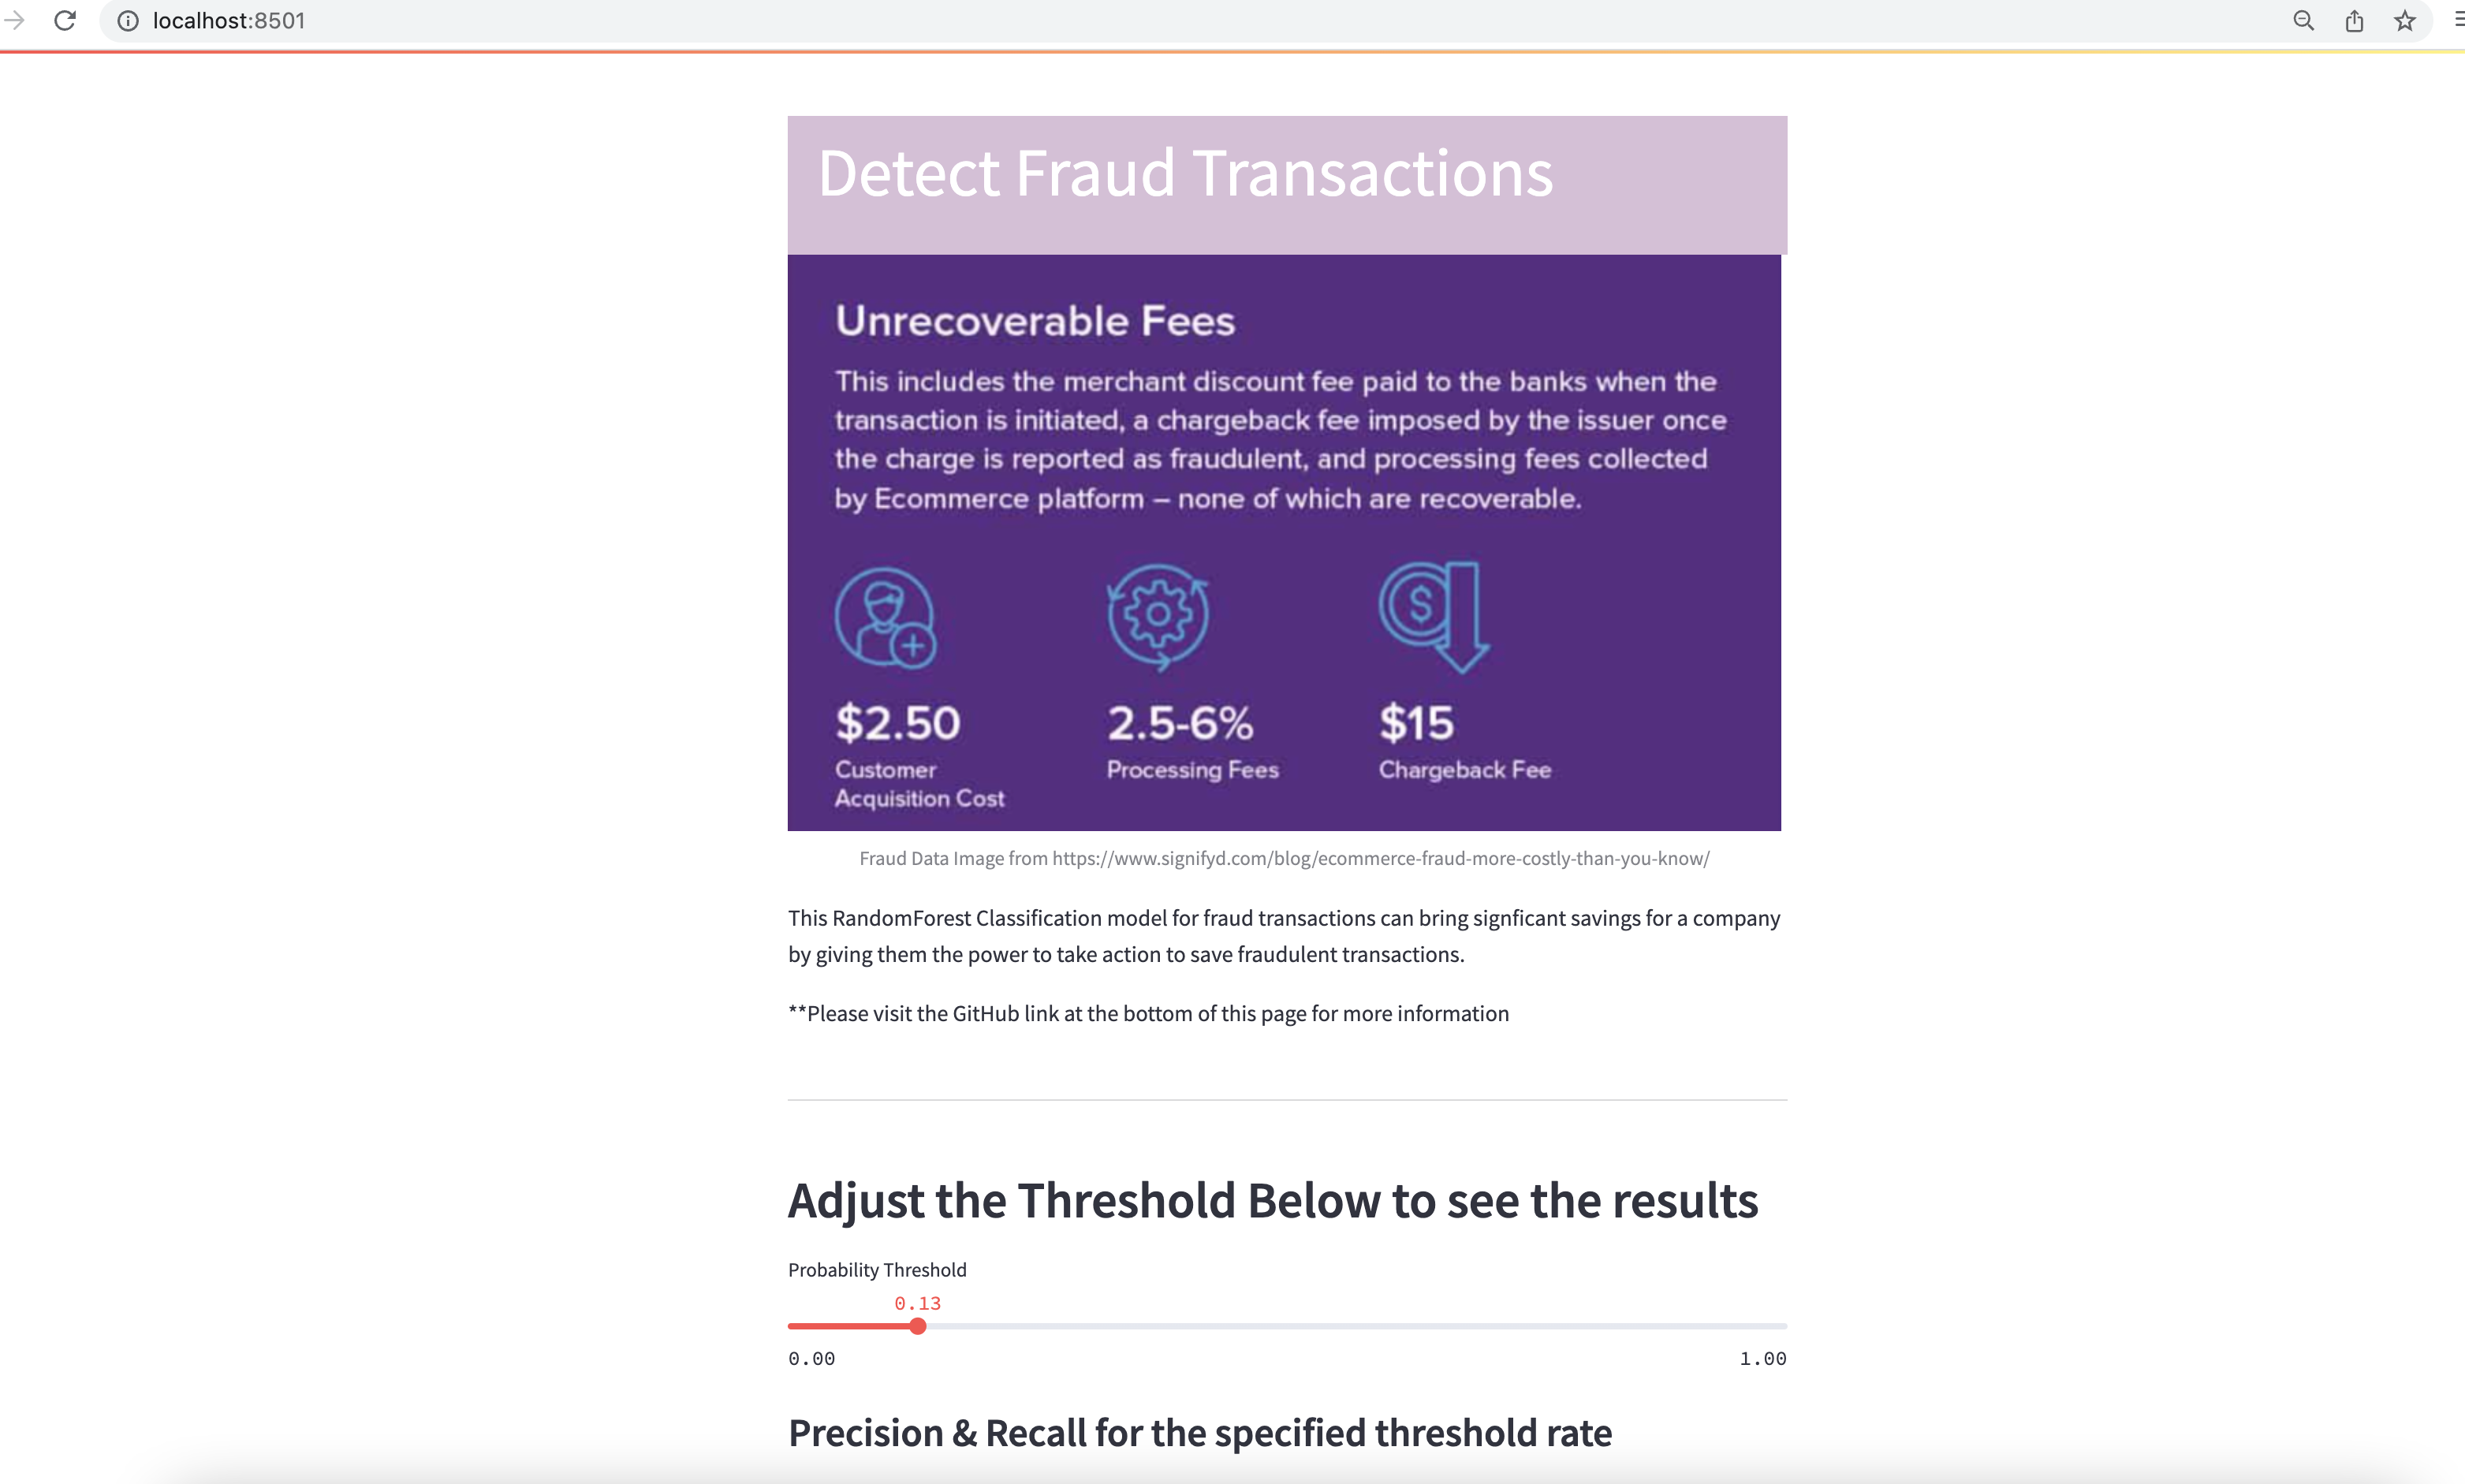 localhost:8501
Detect Fraud Transactions
Unrecoverable Fees
This includes the merchant discount fee paid to the banks when the
transaction is initiated, a chargeback fee imposed by the issuer once
the charge is reported as fraudulent, and processing fees collected
by Ecommerce platform – none of which are recoverable.
$2.50
Customer
Acquisition Cost
2.5-6%
Processing Fees
$15
Chargeback Fee
Fraud Data Image from https://www.signifyd.com/blog/ecommerce-fraud-more-costly-than-you-know/
This RandomForest Classification model for fraud transactions can bring signficant savings for a company
by giving them the power to take action to save fraudulent transactions.
**Please visit the GitHub link at the bottom of this page for more information
Adjust the Threshold Below to see the results
Probability Threshold
0.13
0.00 1.00
Precision & Recall for the specified threshold rate